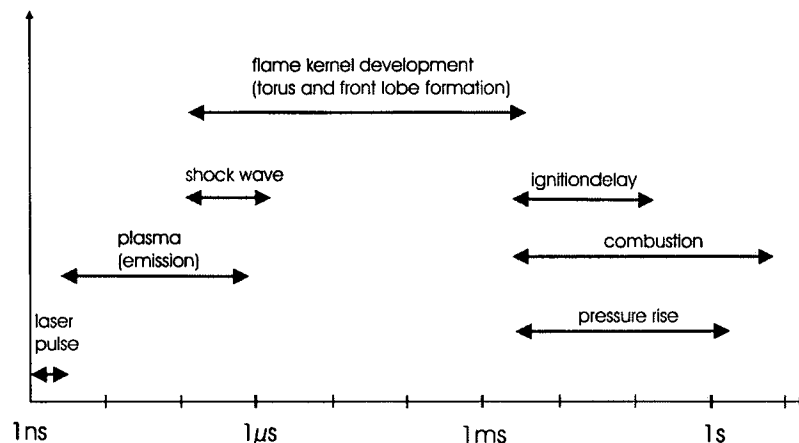 flame kernel development
(torus and front lobe formation)
shock wave
ignitiondelay
plasma
(emission)
combustion
laser
pulse
pressure rise
1ns
1µs
1ms
1s